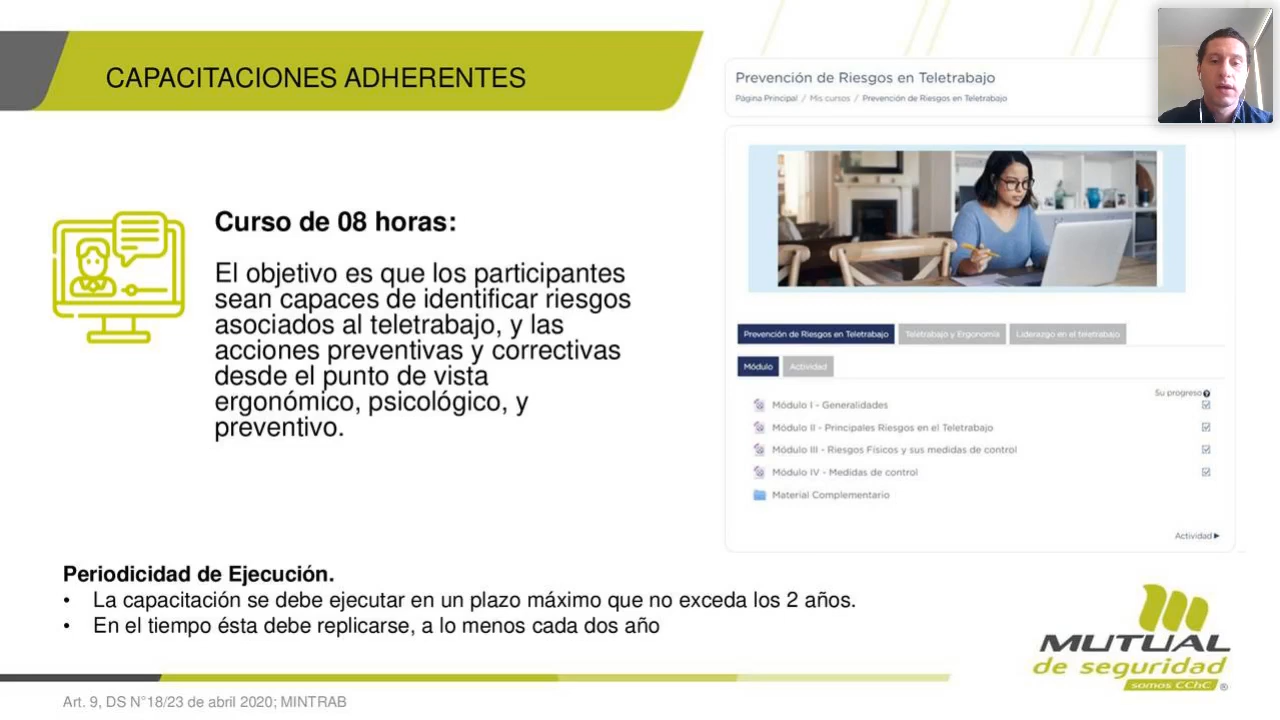 CAPACITACIONES ADHERENTES
Curso de 08 horas:
El objetivo es que los participantes
sean capaces de identificar riesgos
asociados al teletrabajo, y las
acciones preventivas y correctivas
desde el punto de vista
ergonómico, psicológico, y
preventivo.
Prevención de Riesgos en Teletrabajo
Página Principal / Mis cursos / Prevención de Riesgos en Teletrabajo
Prevención de Riesgos en Teletrabajo
Teletrabajo y Ergonomía
Liderazgo en el teletrabajo
Módulo
Actividad
Su progreso
Módulo I - Generalidades
Módulo II - Principales Riesgos en el Teletrabajo
Módulo III - Riesgos Físicos y sus medidas de control
Módulo IV - Medidas de control
Material Complementario
Actividad ►
Periodicidad de Ejecución.
• La capacitación se debe ejecutar en un plazo máximo que no exceda los 2 años.
• En el tiempo ésta debe replicarse, a lo menos cada dos año
MUTUAL
de seguridad
somos CChC ®
Art. 9, DS N°18/23 de abril 2020; MINTRAB